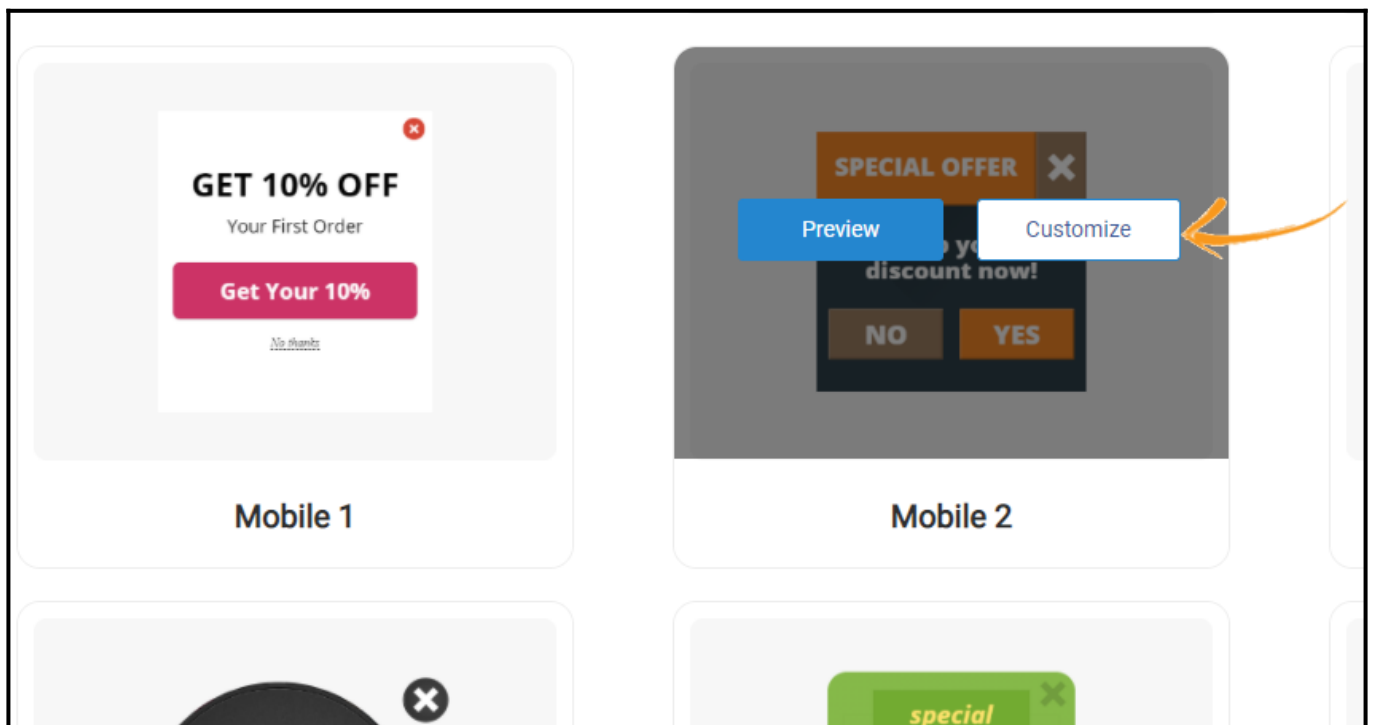 GET 10% OFF
Your First Order
Get Your 10%
No thanks
Mobile 1
SPECIAL OFFER
Preview
Customize
discount now!
NO
YES
Mobile 2
special